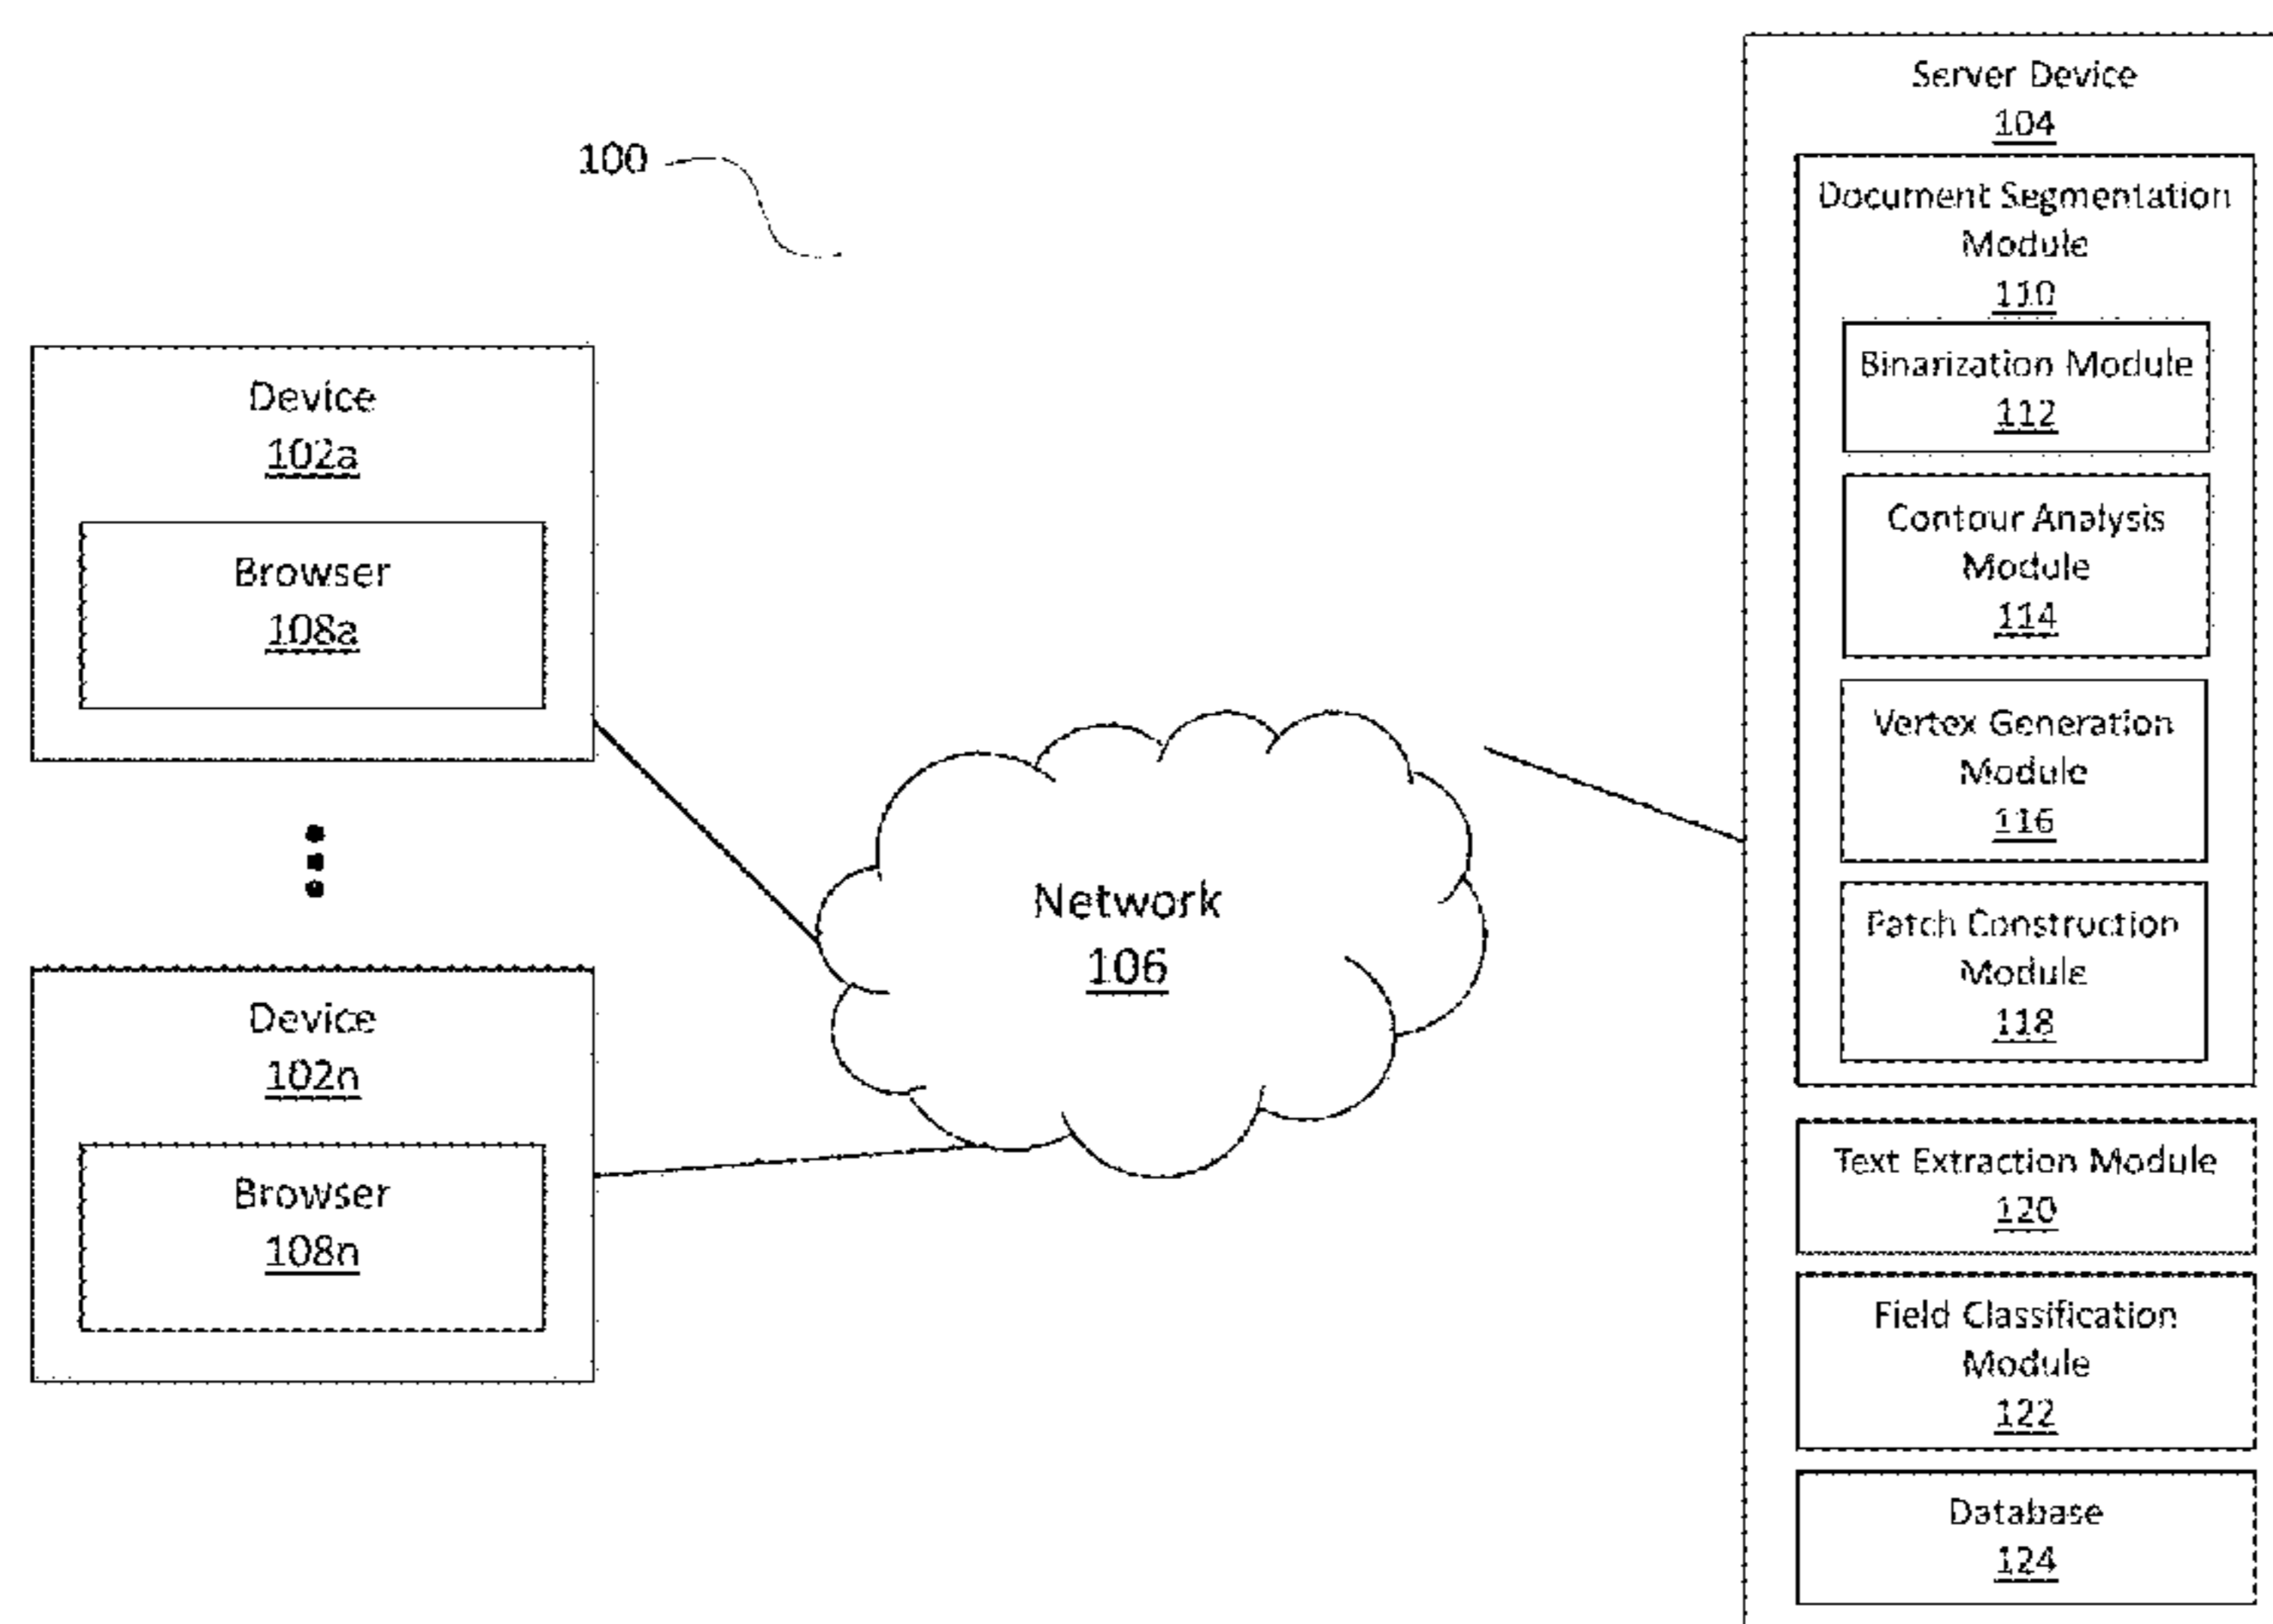 100
Device
102a
Browser
108a
Device
102n
Browser
108n
Network
106
Server Device
104
Document Segmentation
Module
110
Binarization Module
112
Contour Analysis
Module
114
Vertex Generation
Module
116
Patch Construction
Module
118
Text Extraction Module
120
Field Classification
Module
122
Database
124